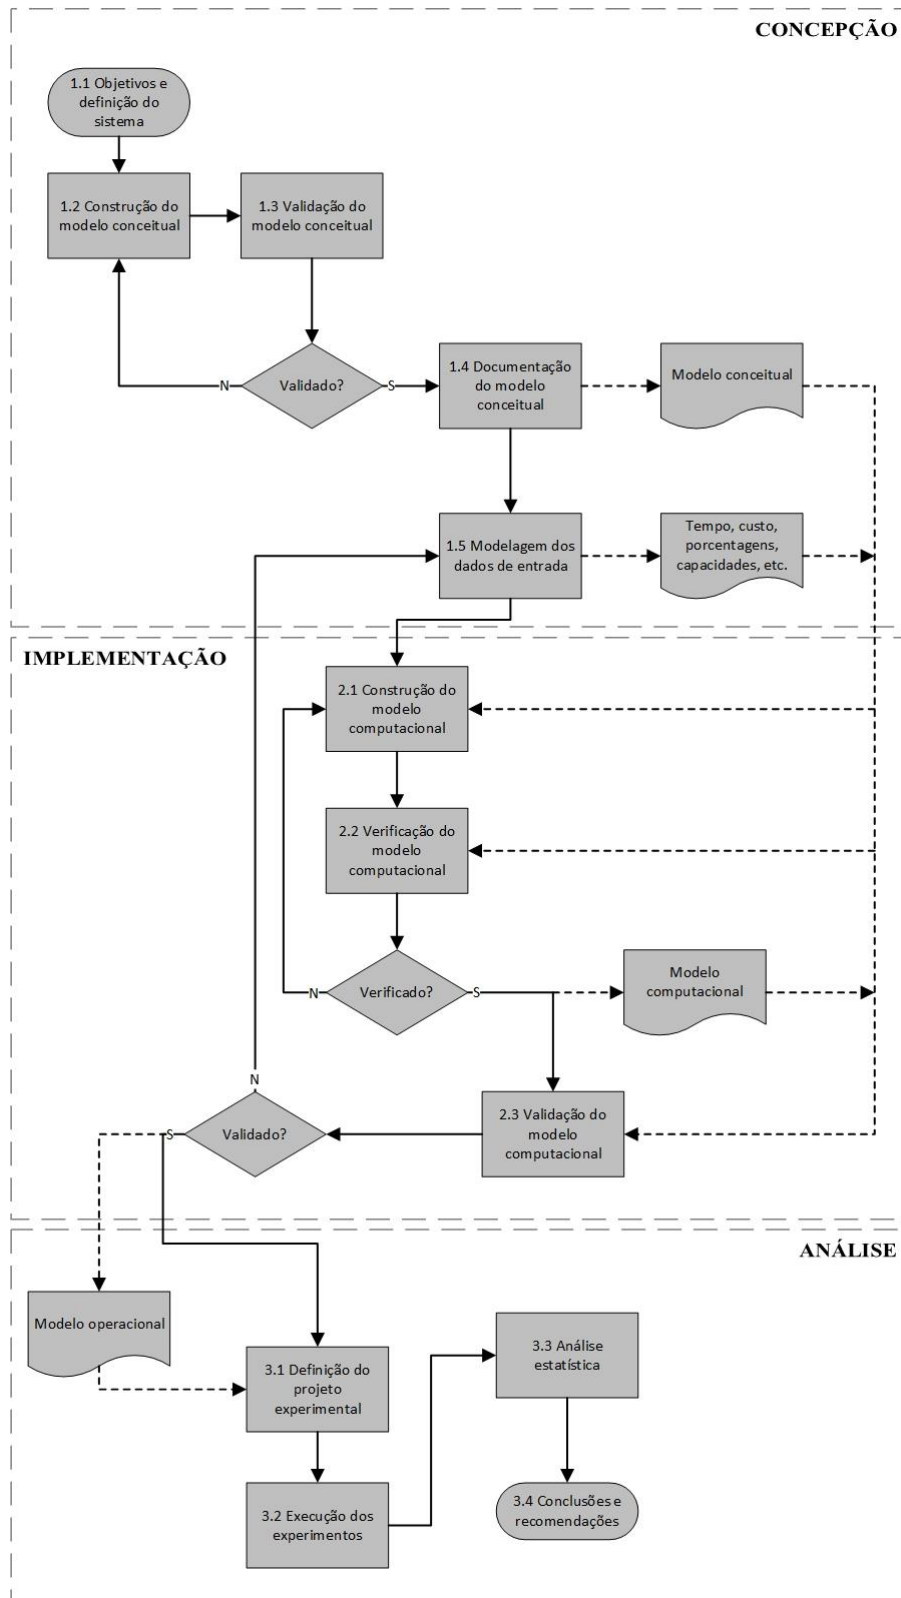 CONCEPÇÃO
1.1 Objetivos e
definição do
sistema
1.2 Construção do
modelo conceitual
1.3 Validação do
modelo conceitual
N
Validado?
S
1.4 Documentação
do modelo
conceitual
Modelo conceitual
1.5 Modelagem dos
dados de entrada
Tempo, custo,
porcentagens,
capacidades, etc.
IMPLEMENTAÇÃO
2.1 Construção do
modelo
computacional
2.2 Verificação do
modelo
computacional
N
Verificado?
S
Modelo
computacional
2.3 Validação do
modelo
computacional
N
S
Validado?
ANÁLISE
Modelo operacional
3.1 Definição do
projeto
experimental
3.2 Execução dos
experimentos
3.3 Análise
estatística
3.4 Conclusões e
recomendações